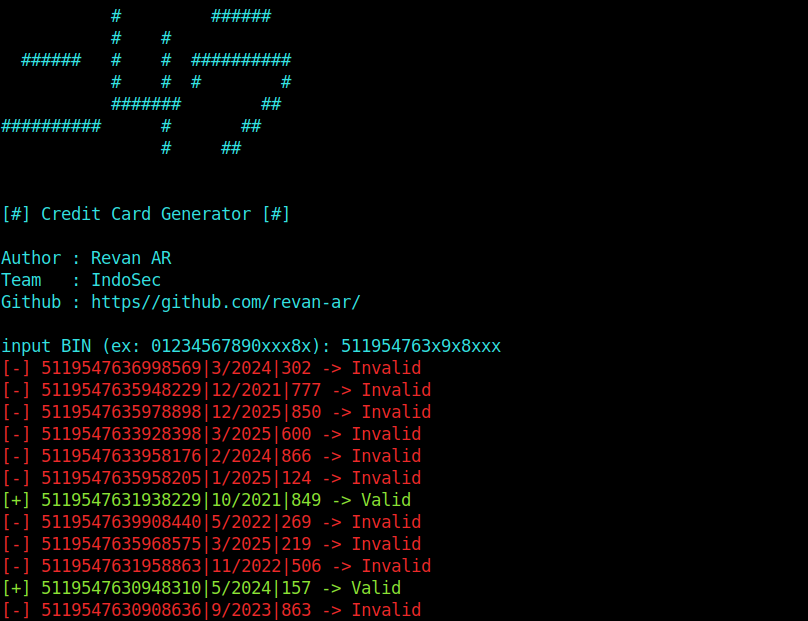 [#] Credit Card Generator [#]
Author : Revan AR
Team   : IndoSec
Github : https//github.com/revan-ar/
input BIN (ex: 01234567890xxx8x): 511954763x9x8xxx
[-] 5119547636998569|3/2024|302 -> Invalid
[-] 5119547635948229|12/2021|777 -> Invalid
[-] 5119547635978898|12/2025|850 -> Invalid
[-] 5119547633928398|3/2025|600 -> Invalid
[-] 5119547633958176|2/2024|866 -> Invalid
[-] 5119547635958205|1/2025|124 -> Invalid
[+] 5119547631938229|10/2021|849 -> Valid
[-] 5119547639908440|5/2022|269 -> Invalid
[-] 5119547635968575|3/2025|219 -> Invalid
[-] 5119547631958863|11/2022|506 -> Invalid
[+] 5119547630948310|5/2024|157 -> Valid
[-] 5119547630908636|9/2023|863 -> Invalid